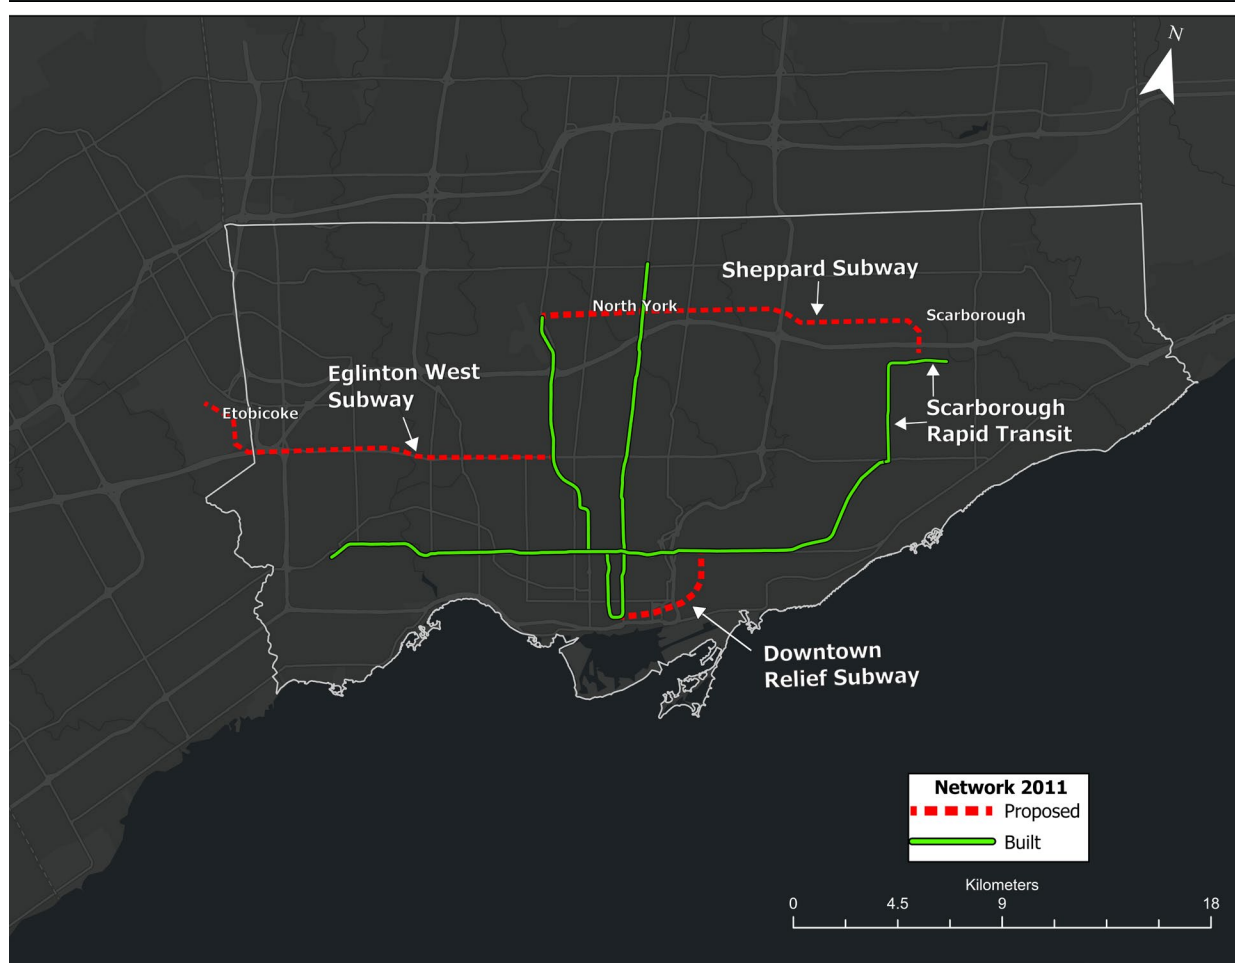 N
Sheppard Subway
North York
Scarborough
Eglinton West
Subway
Etobicoke
Scarborough
Rapid Transit
Downtown
Relief Subway
Network 2011
Proposed
Built
Kilometers
0 4.5 9 18